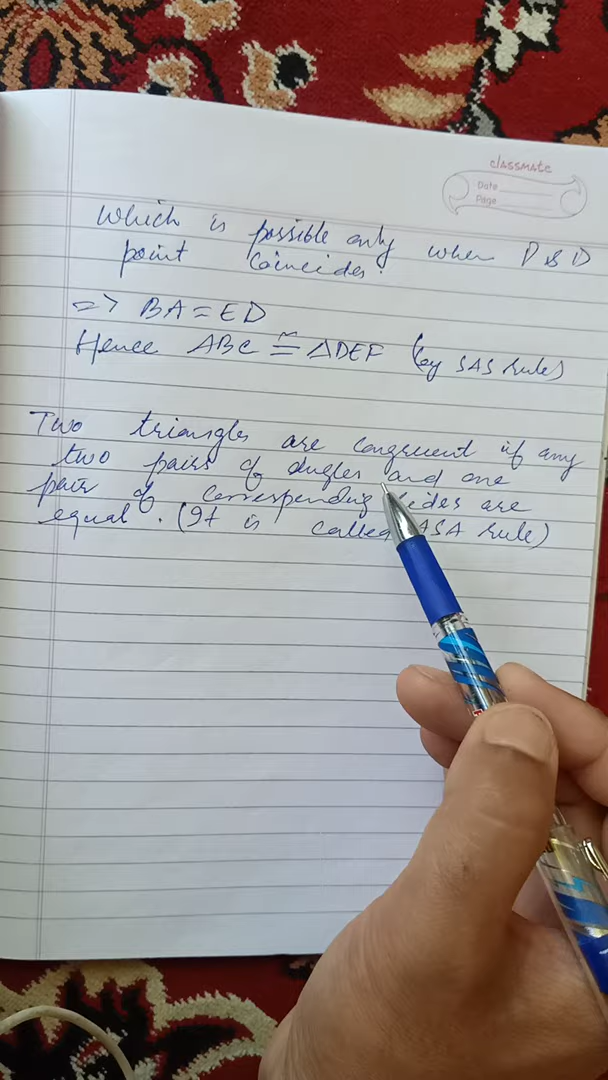 classmate
Date
Page
Which is possible only when P & D
point coincides.
=> BA = ED
Hence ABC ≅ ΔDEF (by SAS rule)
Two triangles are congruent if any
two pairs of angles and one
pair of corresponding sides are
equal. (It is called ASA rule)